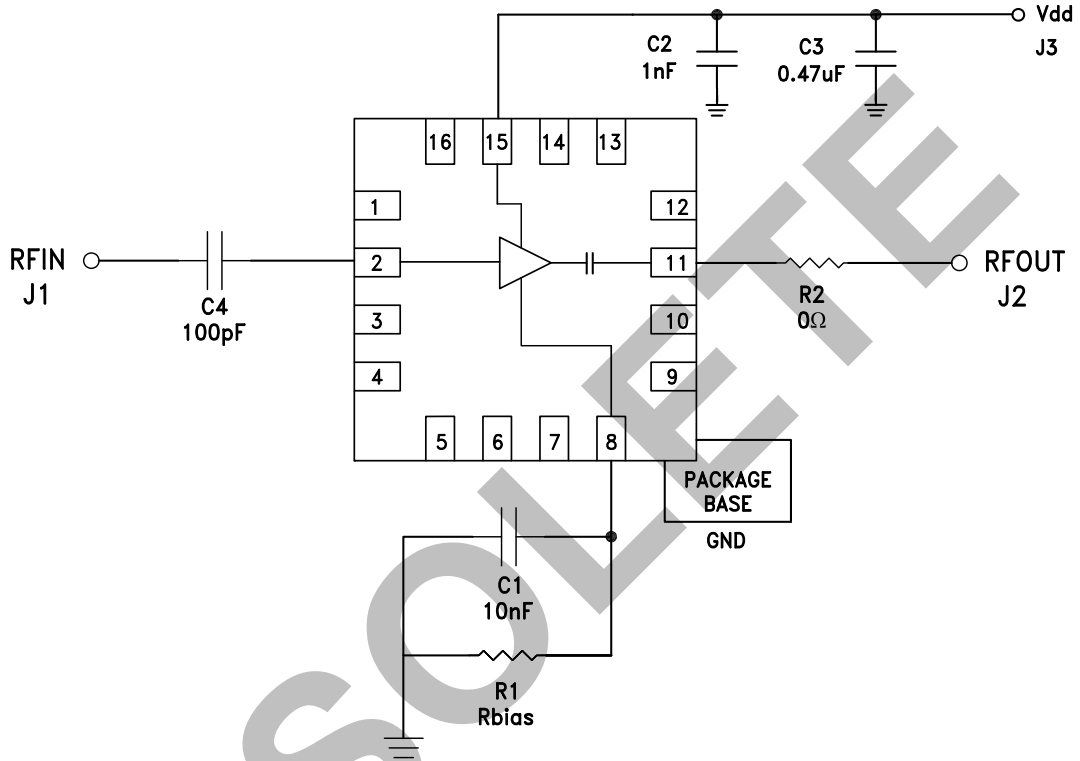 Vdd
J3
C2
1nF
C3
0.47uF
16
15
14
13
1
2
3
4
12
11
10
9
5
6
7
8
RFIN
J1
C4
100pF
RFOUT
J2
R2
0Ω
PACKAGE
BASE
GND
C1
10nF
R1
Rbias
SOLETE